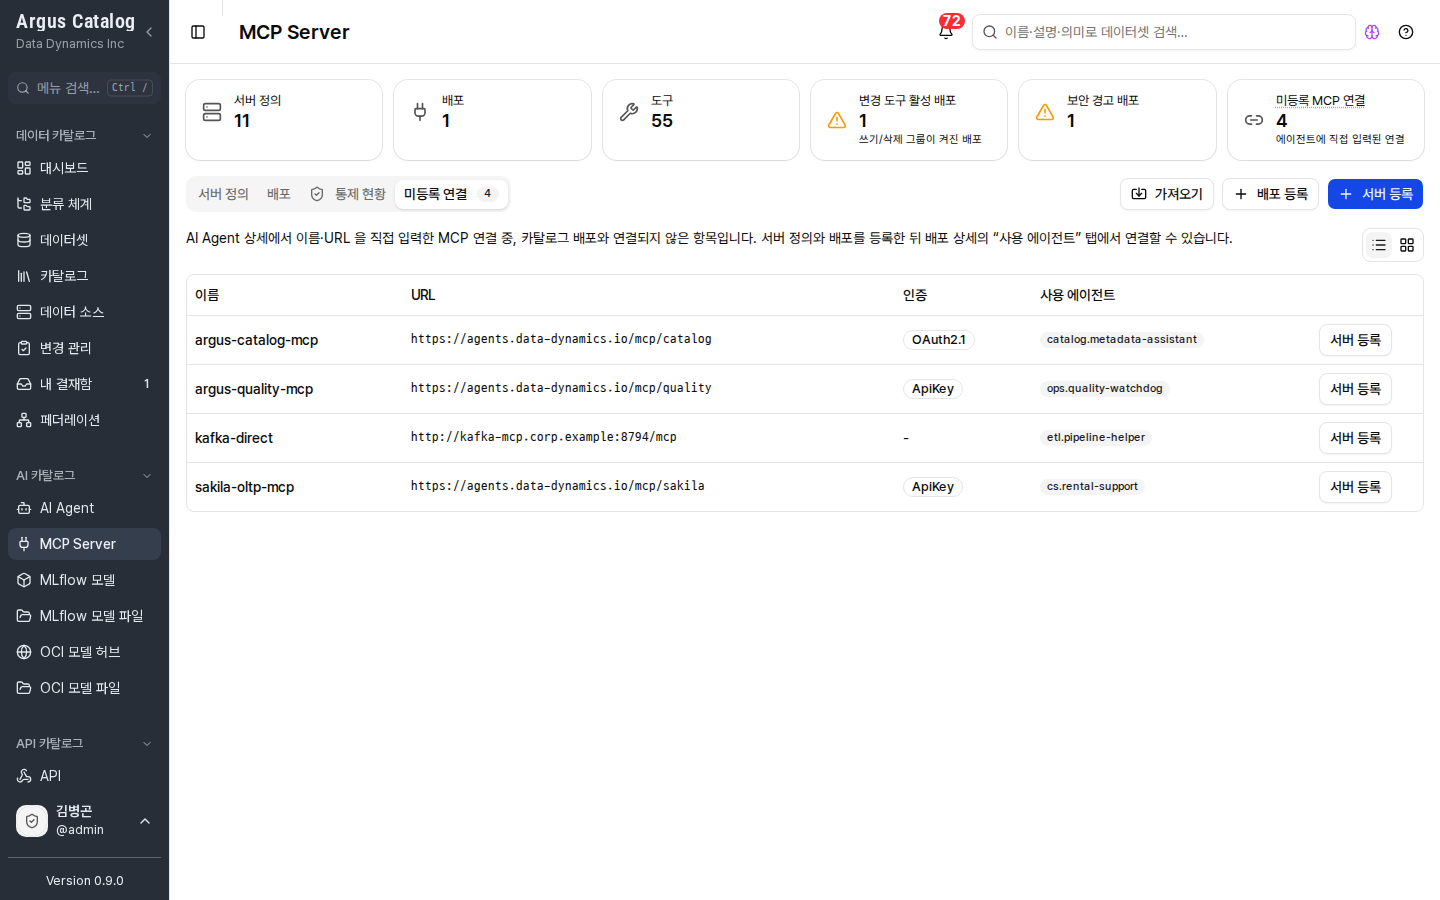 Argus Catalog
Data Dynamics Inc
메뉴 검색... Ctrl /
데이터 카탈로그
대시보드
분류 체계
데이터셋
카탈로그
데이터 소스
변경 관리
내 결재함 1
페더레이션
AI 카탈로그
AI Agent
MCP Server
MLflow 모델
MLflow 모델 파일
OCI 모델 허브
OCI 모델 파일
API 카탈로그
API
김병곤
@admin
Version 0.9.0
MCP Server
72
이름·설명·의미로 데이터셋 검색...
서버 정의
11
배포
1
도구
55
변경 도구 활성 배포
1
쓰기/삭제 그룹이 켜진 배포
보안 경고 배포
1
미등록 MCP 연결
4
에이전트에 직접 입력된 연결
서버 정의 배포 통제 현황 미등록 연결 4
가져오기 배포 등록 서버 등록
AI Agent 상세에서 이름·URL 을 직접 입력한 MCP 연결 중, 카탈로그 배포와 연결되지 않은 항목입니다. 서버 정의와 배포를 등록한 뒤 배포 상세의 “사용 에이전트” 탭에서 연결할 수 있습니다.
이름 URL 인증 사용 에이전트
argus-catalog-mcp https://agents.data-dynamics.io/mcp/catalog OAuth2.1 catalog.metadata-assistant 서버 등록
argus-quality-mcp https://agents.data-dynamics.io/mcp/quality ApiKey ops.quality-watchdog 서버 등록
kafka-direct http://kafka-mcp.corp.example:8794/mcp - etl.pipeline-helper 서버 등록
sakila-oltp-mcp https://agents.data-dynamics.io/mcp/sakila ApiKey cs.rental-support 서버 등록